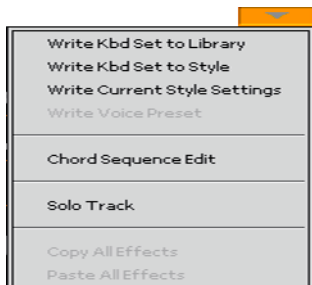 Write Kbd Set to Library
Write Kbd Set to Style
Write Current Style Settings
Write Voice Preset
Chord Sequence Edit
Solo Track
Copy All Effects
Paste All Effects